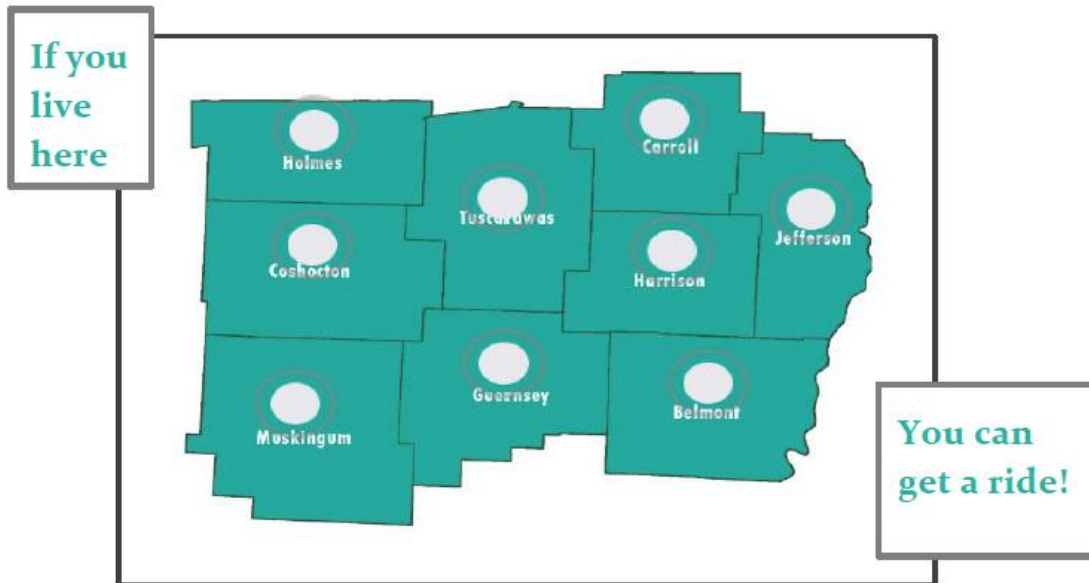 If you
live
here
Holmes
Carroll
Tuscarawas
Jefferson
Coshocton
Harrison
Guernsey
Belmont
Muskingum
You can
get a ride!